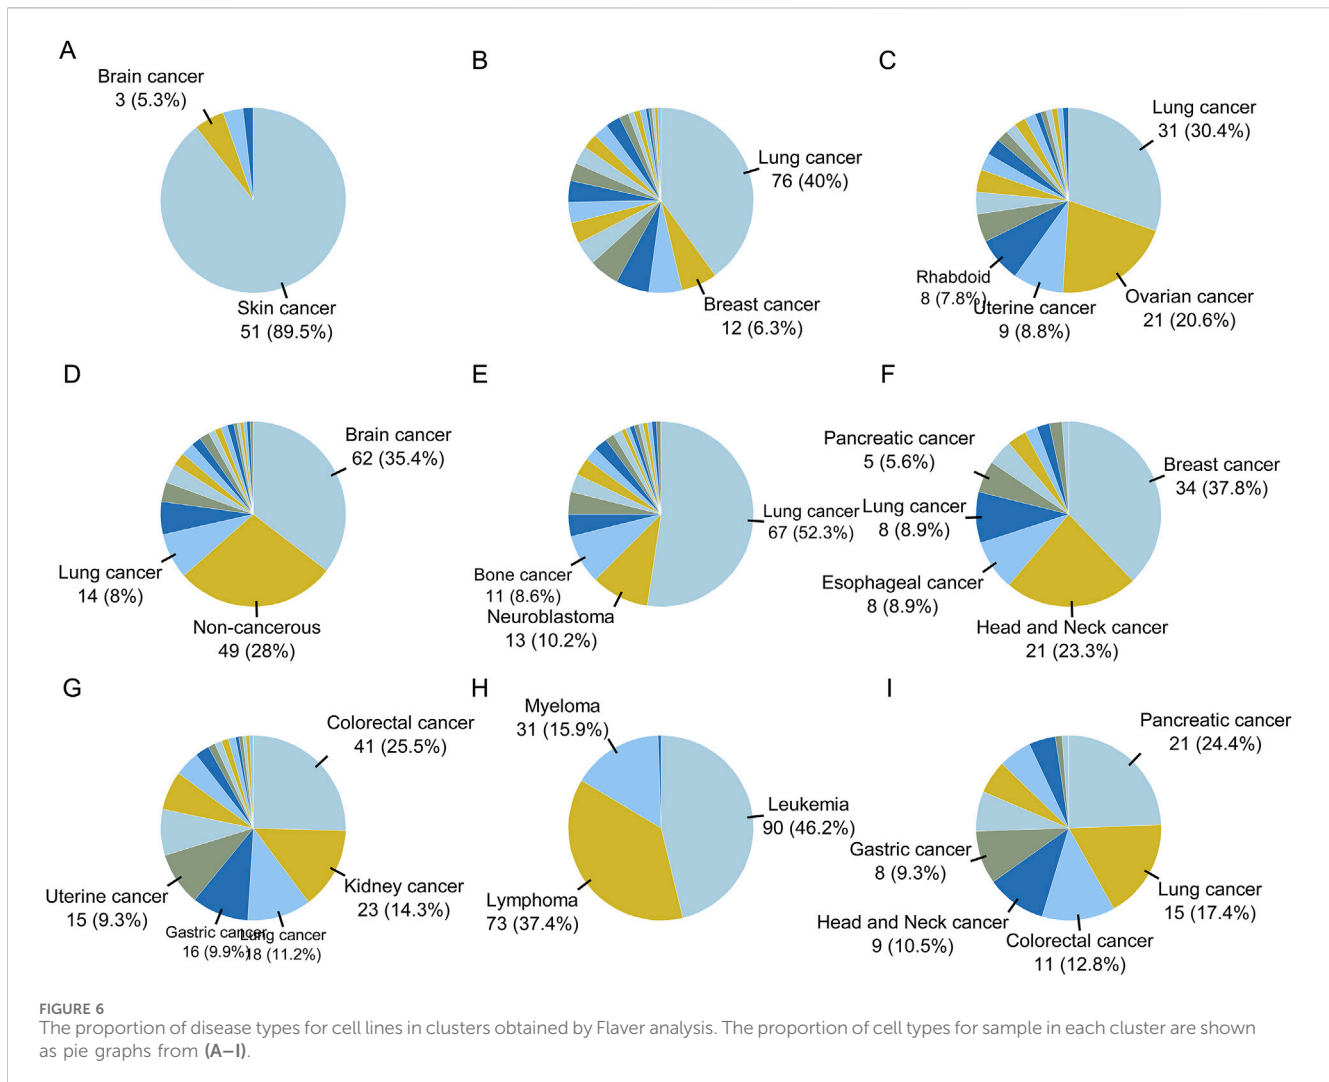 A
Brain cancer
3 (5.3%)
Skin cancer
51 (89.5%)
B
Lung cancer
76 (40%)
Breast cancer
12 (6.3%)
C
Lung cancer
31 (30.4%)
Rhabdoid
8 (7.8%)
Uterine cancer
9 (8.8%)
Ovarian cancer
21 (20.6%)
D
Brain cancer
62 (35.4%)
Lung cancer
14 (8%)
Non-cancerous
49 (28%)
E
Lung cancer
67 (52.3%)
Bone cancer
11 (8.6%)
Neuroblastoma
13 (10.2%)
F
Pancreatic cancer
5 (5.6%)
Breast cancer
34 (37.8%)
Lung cancer
8 (8.9%)
Esophageal cancer
8 (8.9%)
Head and Neck cancer
21 (23.3%)
G
Colorectal cancer
41 (25.5%)
Kidney cancer
23 (14.3%)
Uterine cancer
15 (9.3%)
Gastric cancer
16 (9.9%)
Lung cancer
18 (11.2%)
H
Myeloma
31 (15.9%)
Leukemia
90 (46.2%)
Lymphoma
73 (37.4%)
I
Pancreatic cancer
21 (24.4%)
Gastric cancer
8 (9.3%)
Lung cancer
15 (17.4%)
Head and Neck cancer
9 (10.5%)
Colorectal cancer
11 (12.8%)
FIGURE 6
The proportion of disease types for cell lines in clusters obtained by Flaver analysis. The proportion of cell types for sample in each cluster are shown
as pie graphs from (A–I).